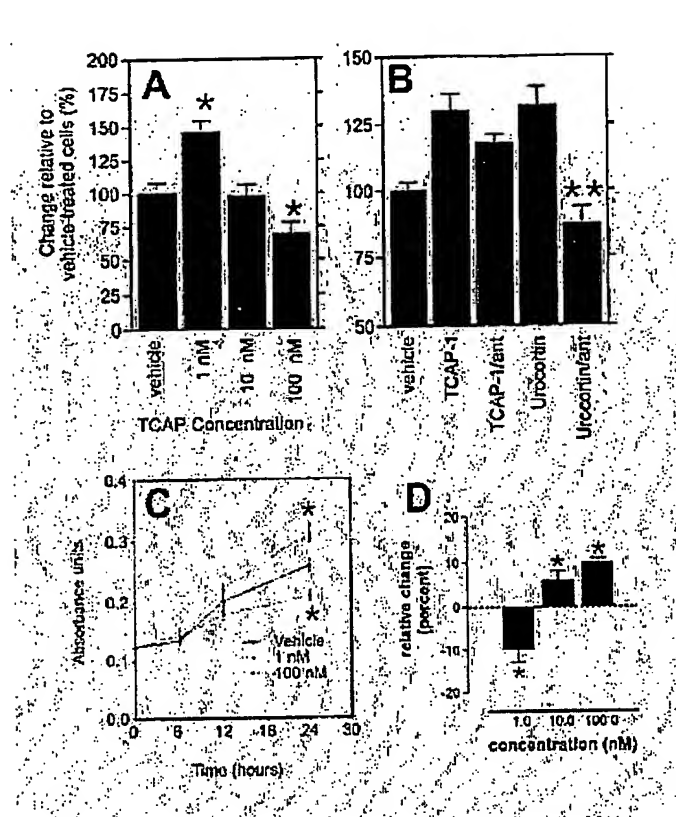 A
Change relative to
vehicle-treated cells (%)
200
175
150
125
100
75
50
25
0
*
*
vehicle
1 nM
10 nM
100 nM
TCAP Concentration
B
150
125
100
75
50
**
vehicle
TCAP-1
TCAP-1/ant
Urocortin
Urocortin/ant
C
Absorbance units
0.4
0.3
0.2
0.1
0.0
*
*
Vehicle
1 nM
100 nM
0 6 12 18 24 30
Time (hours)
D
relative change
(percent)
20
10
0
-10
-20
*
*
*
1.0 10.0 100.0
concentration (nM)